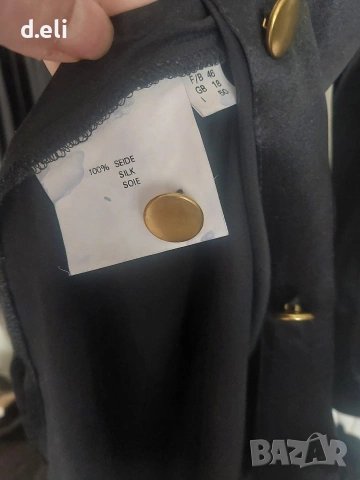 d.eli
F/B 46
GB 18
I 50
100% SEIDE
SILK
SOIE
BAZAR